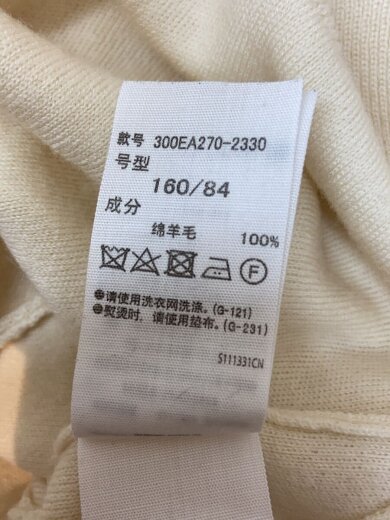 款号 300EA270-2330
号型
160/84
成分
绵羊毛 100%
F
●请使用洗衣网洗涤。(G-121)
●熨烫时，请使用垫布。(G-231)
S111331CN